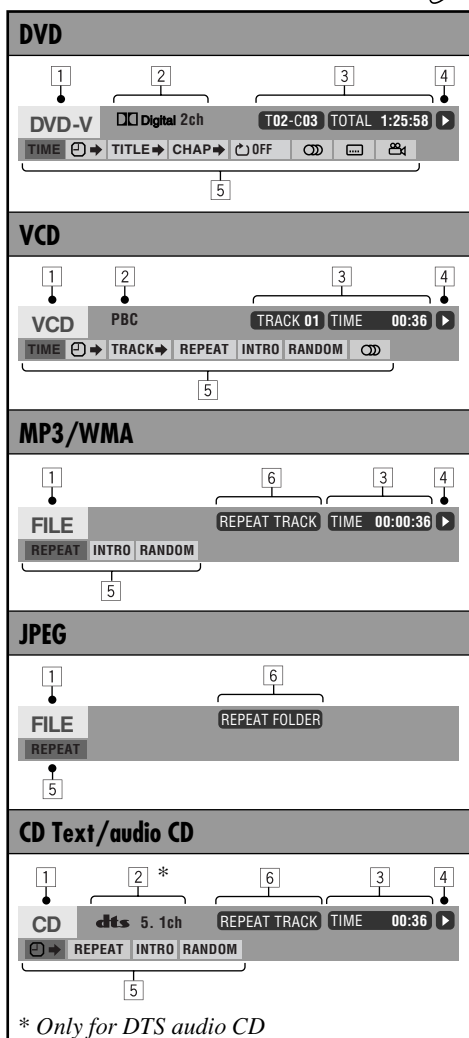 DVD
1 2 3 4
DVD-V Digital 2ch T02-C03 TOTAL 1:25:58
TIME TITLE CHAP OFF
5
VCD
1 2 3 4
VCD PBC TRACK 01 TIME 00:36
TIME TRACK REPEAT INTRO RANDOM
5
MP3/WMA
1 6 3 4
FILE REPEAT TRACK TIME 00:00:36
REPEAT INTRO RANDOM
5
JPEG
1 6
FILE REPEAT FOLDER
REPEAT
5
CD Text/audio CD
1 2 * 6 3 4
CD dts 5. 1ch REPEAT TRACK TIME 00:36
REPEAT INTRO RANDOM
5
* Only for DTS audio CD